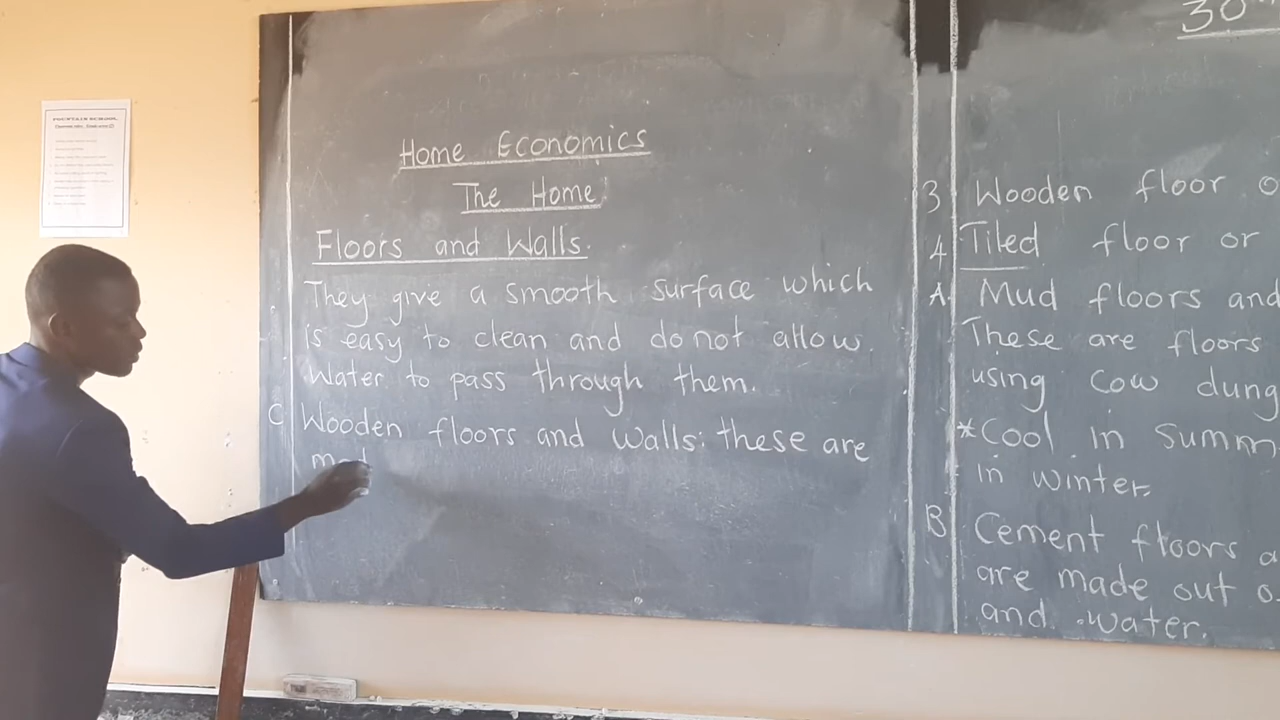 FOUNTAIN SCHOOL
Home Economics
The Home
Floors and Walls.
They give a smooth surface which
is easy to clean and do not allow
Water to pass through them.
C Wooden floors and walls: these are
mad
30
3 Wooden floor o
4 Tiled floor or
A. Mud floors and
These are floors
using cow dung
*Cool in Summ
in winter.
B Cement floors a
are made out o
and water.